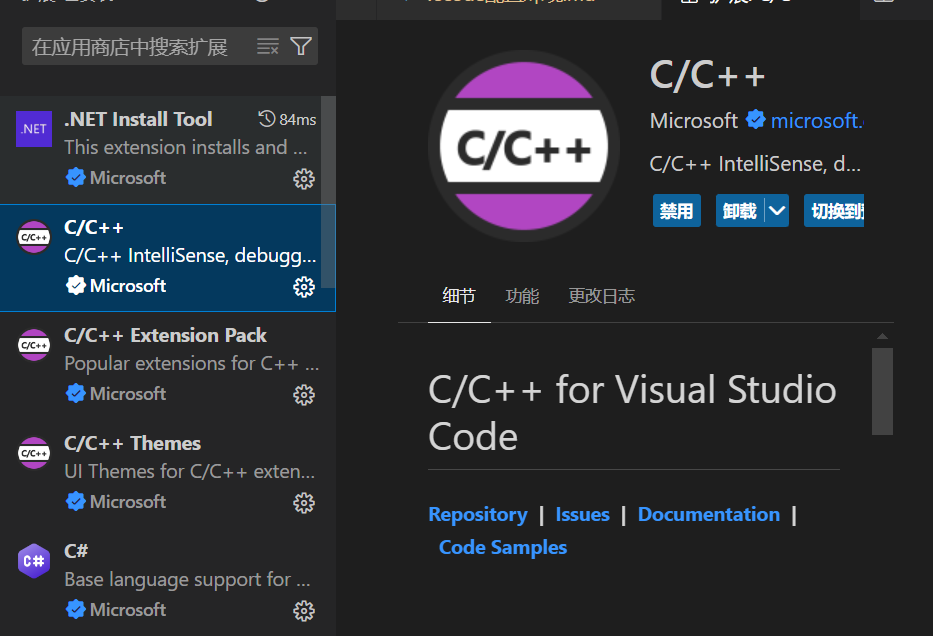 在应用商店中搜索扩展
.NET
.NET Install Tool
84ms
This extension installs and ...
Microsoft
C/C++
C/C++
C/C++ IntelliSense, debugg...
Microsoft
C/C++
C/C++ Extension Pack
Popular extensions for C++ ...
Microsoft
C/C++
C/C++ Themes
UI Themes for C/C++ exten...
Microsoft
C#
C#
Base language support for ...
Microsoft
C/C++
C/C++
Microsoft microsoft.
C/C++ IntelliSense, d...
禁用 卸载 切换到
细节 功能 更改日志
C/C++ for Visual Studio
Code
Repository | Issues | Documentation |
Code Samples